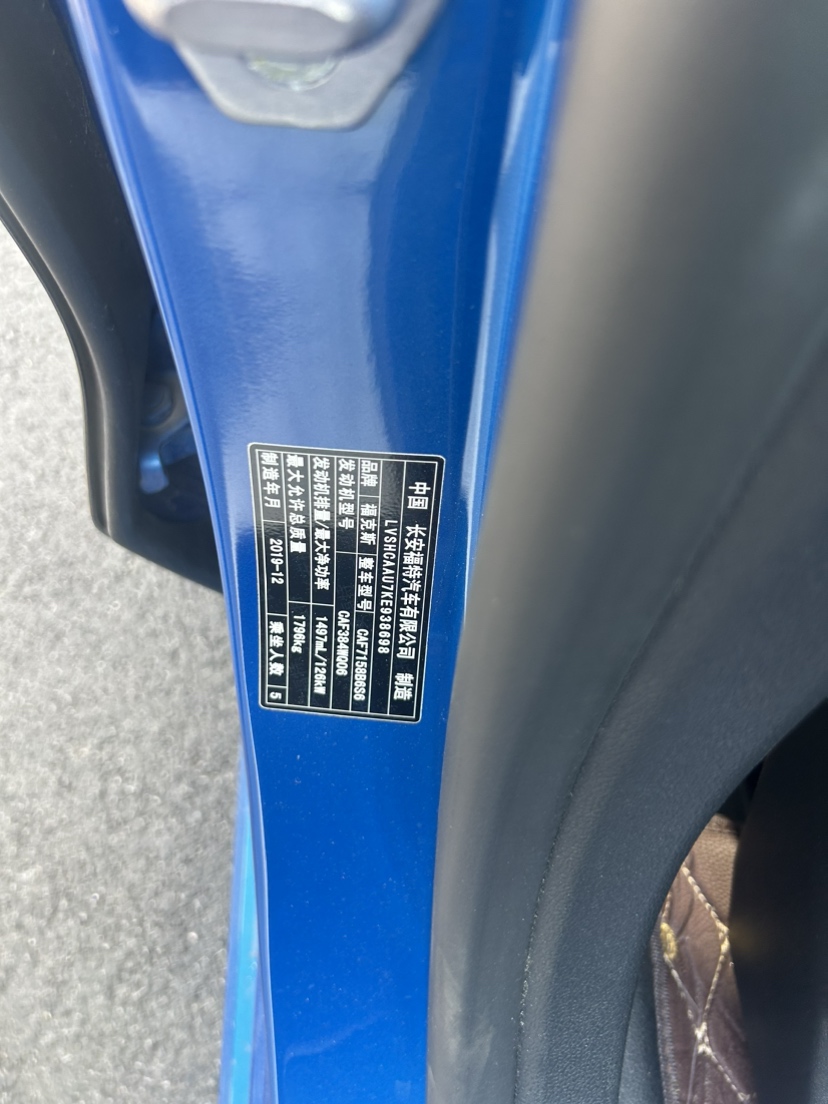 中国 长安福特汽车有限公司 制造
LVSHCAAU7KE938698
品牌 福克斯 整车型号 CAF7158B6S6
发动机型号 CAF384WQ06
发动机排量/最大净功率 1497mL/126kW
最大允许总质量 1796kg
制造年月 2019-12 乘坐人数 5